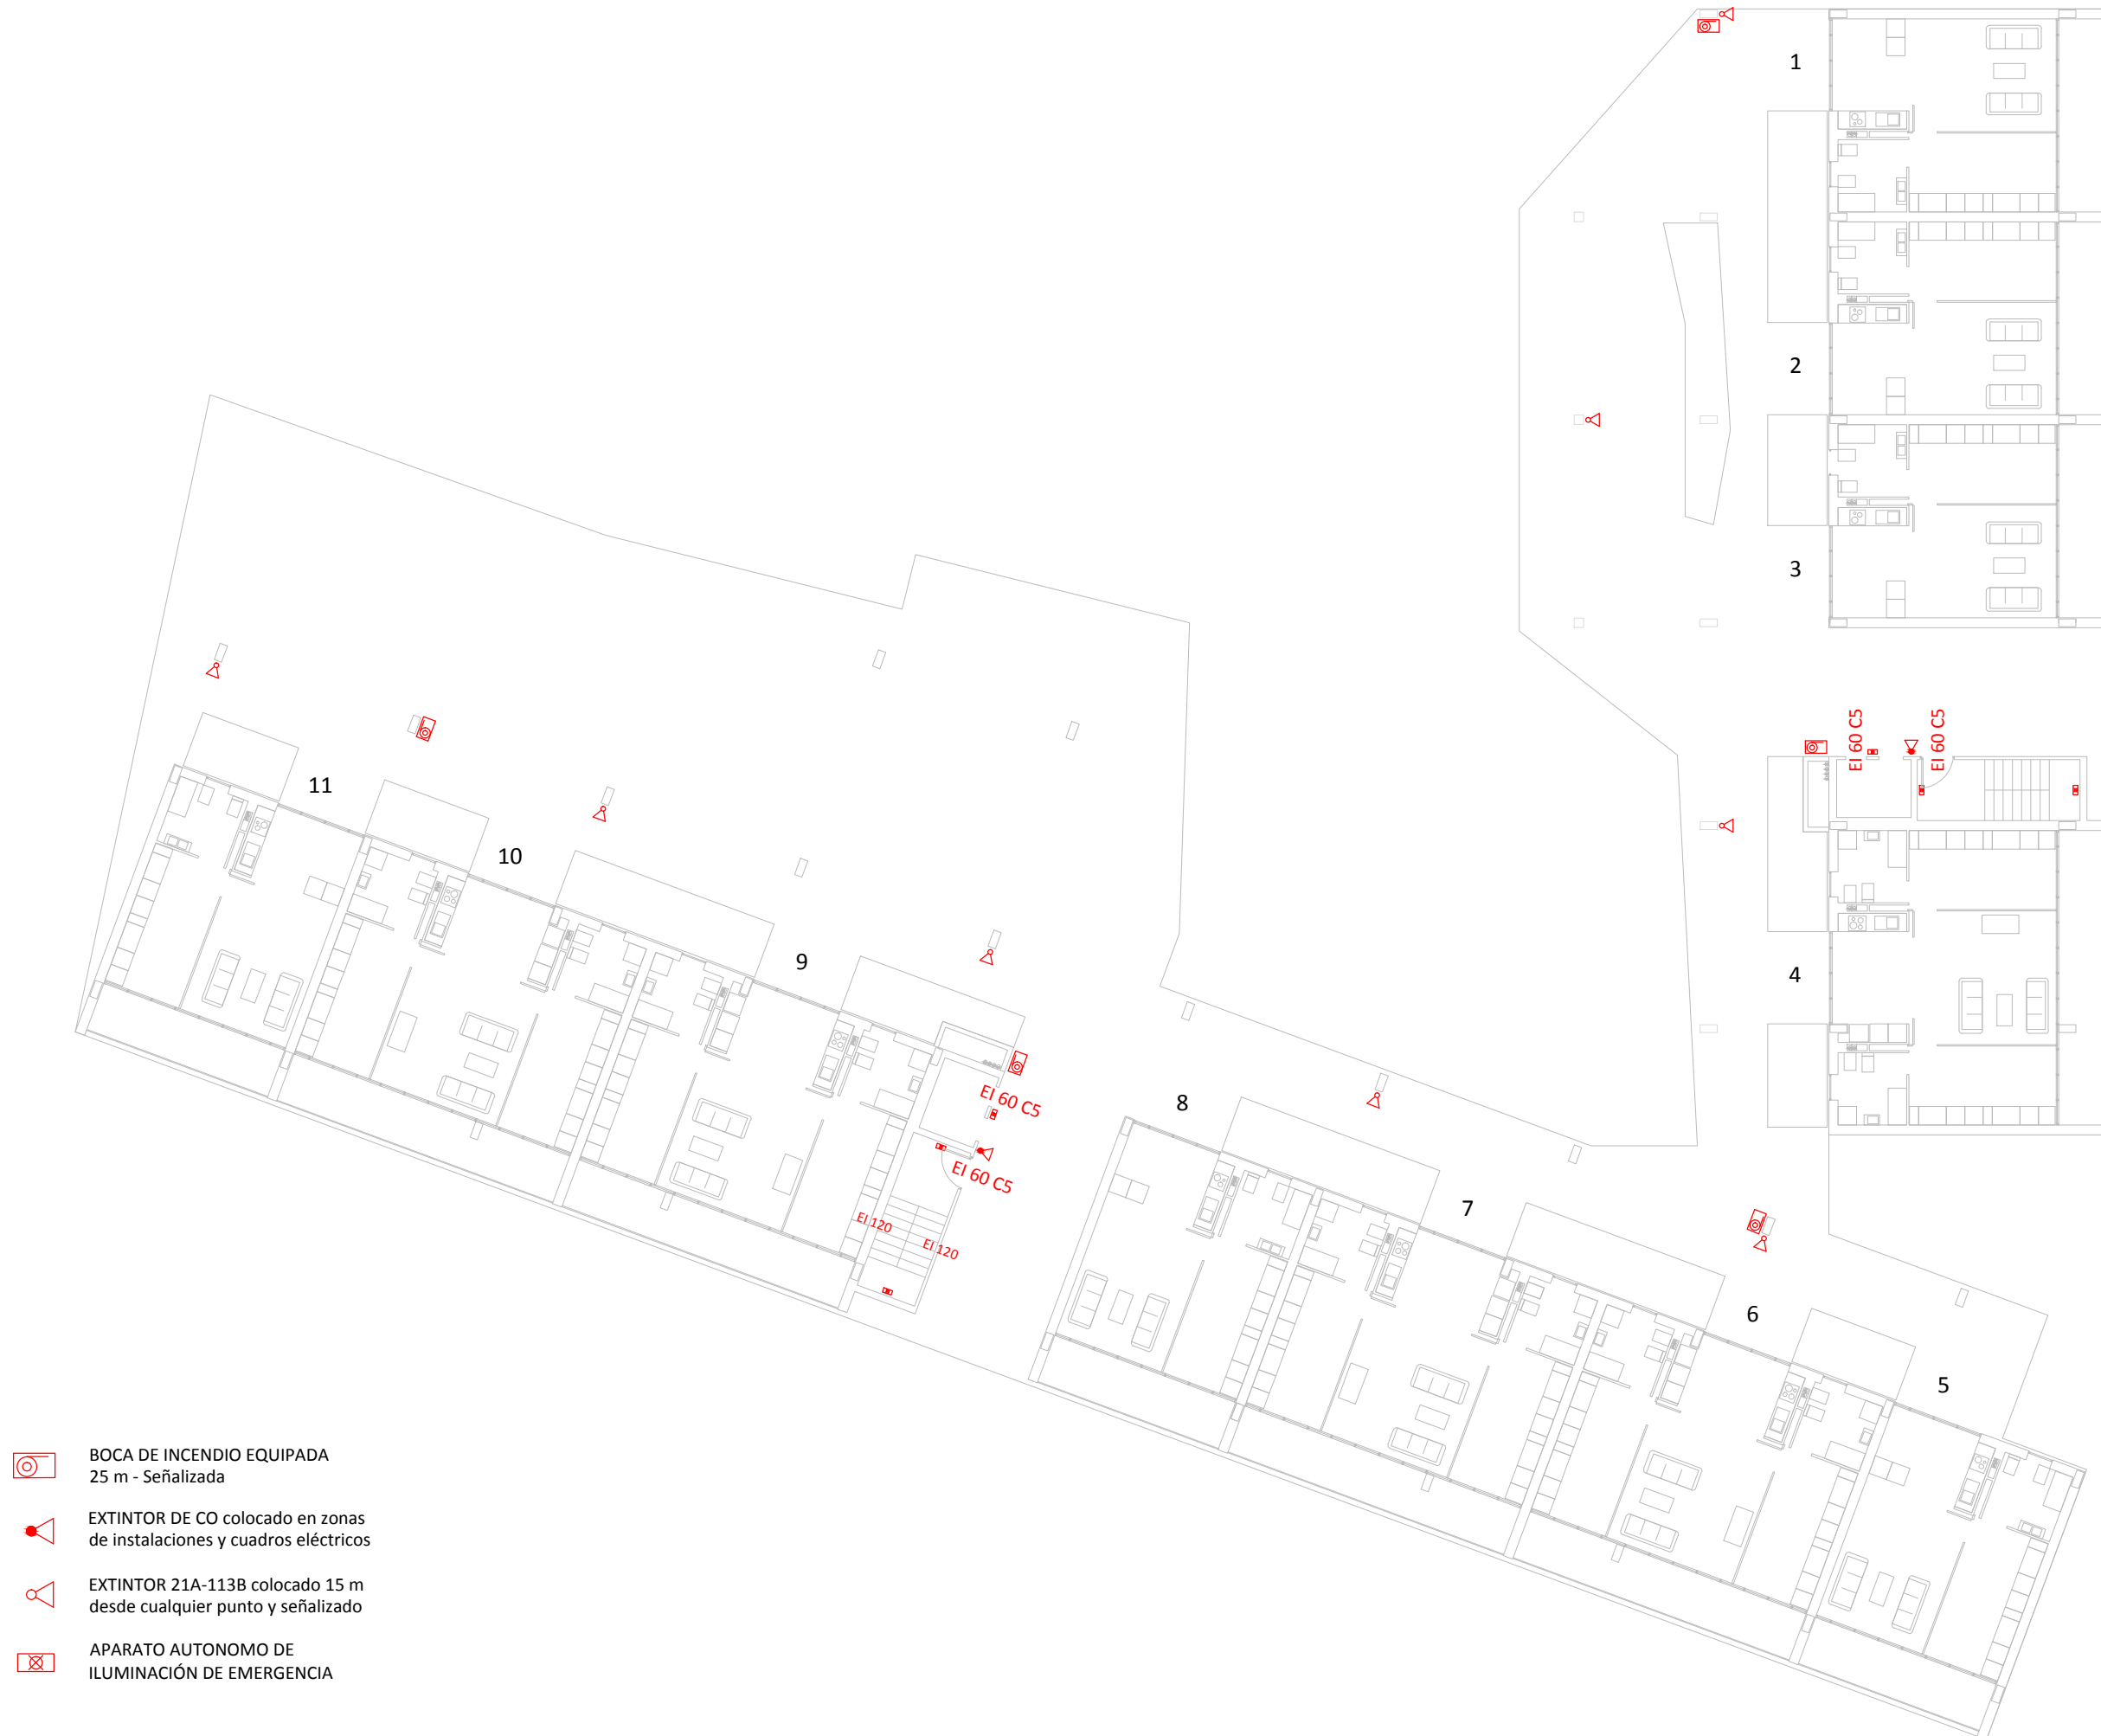 1
2
3
EI 60 C5
EI 60 C5
11
10
9
4
EI 60 C5
EI 60 C5
8
7
EI 120
EI 120
6
5
BOCA DE INCENDIO EQUIPADA
25 m - Señalizada
EXTINTOR DE CO colocado en zonas
de instalaciones y cuadros eléctricos
EXTINTOR 21A-113B colocado 15 m
desde cualquier punto y señalizado
APARATO AUTONOMO DE
ILUMINACIÓN DE EMERGENCIA